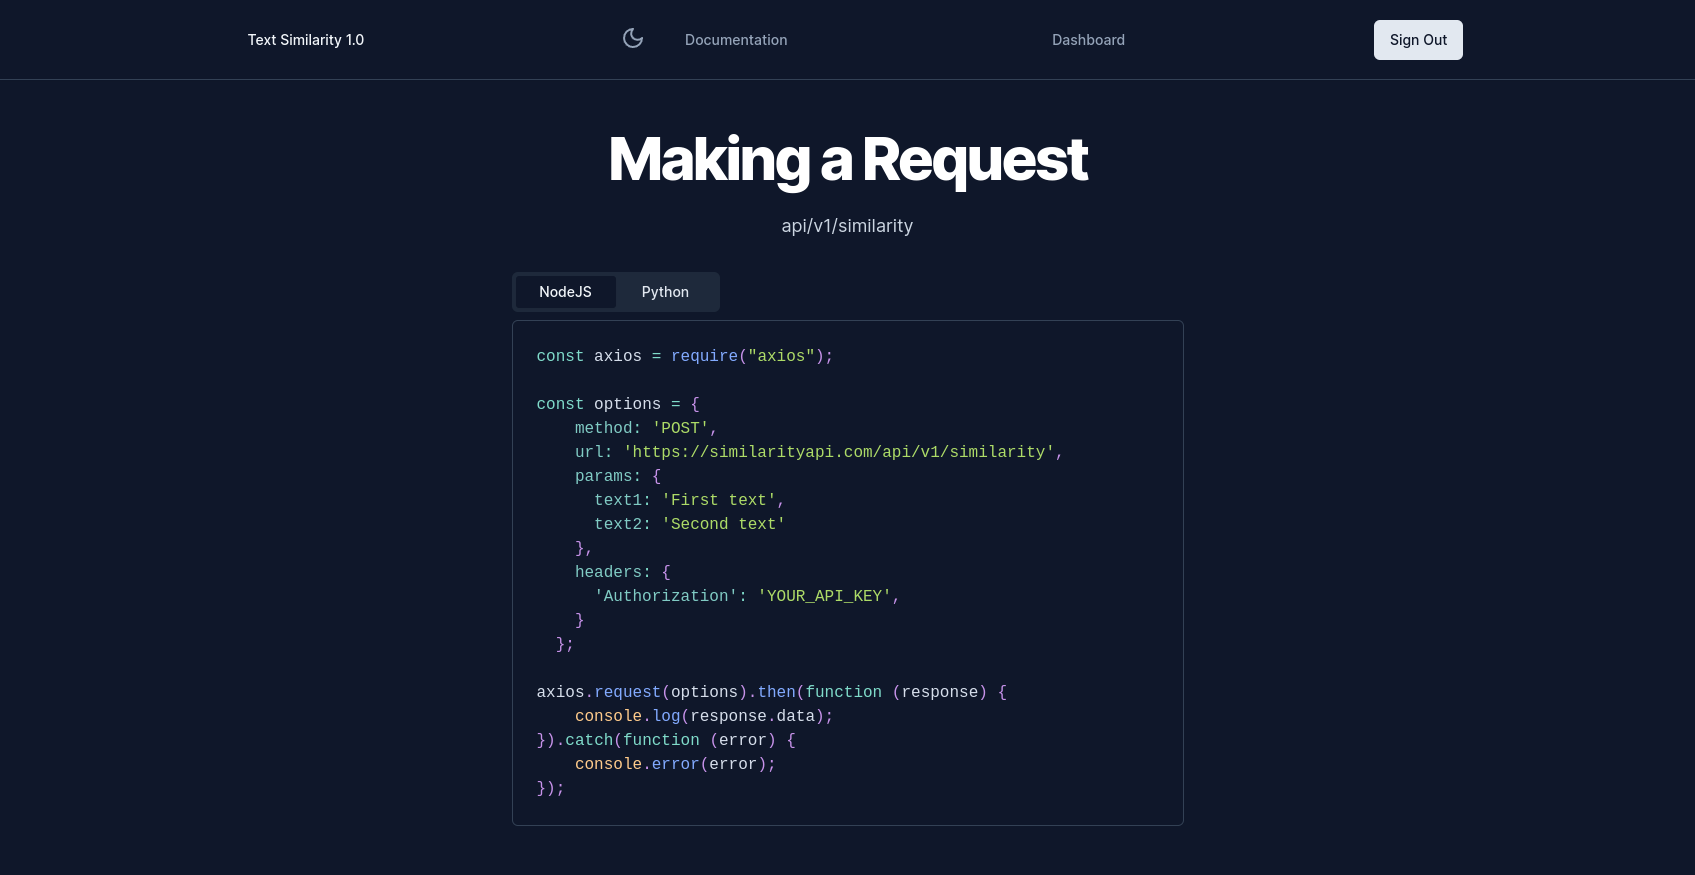 Text Similarity 1.0
Documentation
Dashboard
Sign Out
Making a Request
api/v1/similarity
NodeJS
Python
const axios = require("axios");
const options = {
    method: 'POST',
    url: 'https://similarityapi.com/api/v1/similarity',
    params: {
      text1: 'First text',
      text2: 'Second text'
    },
    headers: {
      'Authorization': 'YOUR_API_KEY',
    }
  };
axios.request(options).then(function (response) {
    console.log(response.data);
}).catch(function (error) {
    console.error(error);
});